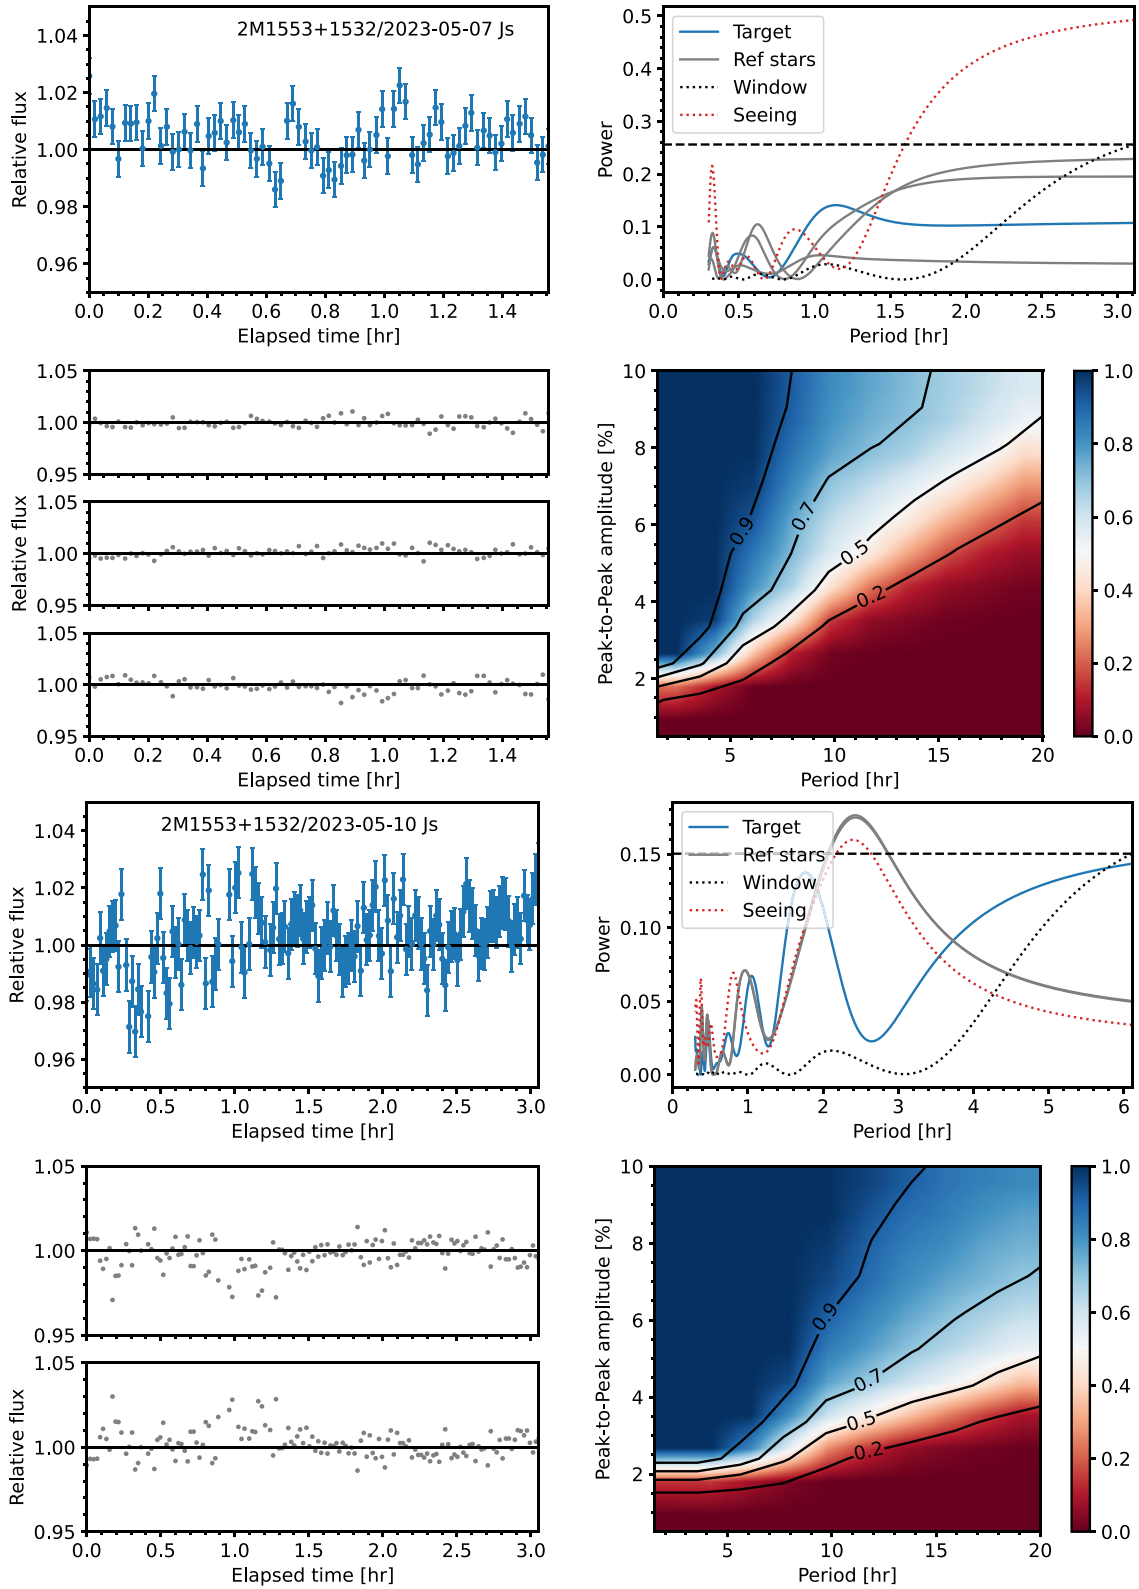 2M1553+1532/2023-05-07 Js
1.04
1.02
1.00
0.98
0.96
Relative flux
0.0 0.2 0.4 0.6 0.8 1.0 1.2 1.4
Elapsed time [hr]
Target
Ref stars
Window
Seeing
0.5
0.4
0.3
0.2
0.1
0.0
Power
0.0 0.5 1.0 1.5 2.0 2.5 3.0
Period [hr]
1.05
1.00
0.95
1.05
1.00
0.95
1.05
1.00
0.95
Relative flux
0.0 0.2 0.4 0.6 0.8 1.0 1.2 1.4
Elapsed time [hr]
10
8
6
4
2
Peak-to-Peak amplitude [%]
0.9
0.7
0.5
0.2
5 10 15 20
Period [hr]
1.0
0.8
0.6
0.4
0.2
0.0
2M1553+1532/2023-05-10 Js
1.04
1.02
1.00
0.98
0.96
Relative flux
0.0 0.5 1.0 1.5 2.0 2.5 3.0
Elapsed time [hr]
Target
Ref stars
Window
Seeing
0.15
0.10
0.05
0.00
Power
0 1 2 3 4 5 6
Period [hr]
1.05
1.00
0.95
1.05
1.00
0.95
Relative flux
0.0 0.5 1.0 1.5 2.0 2.5 3.0
Elapsed time [hr]
10
8
6
4
2
Peak-to-Peak amplitude [%]
0.9
0.7
0.5
0.2
5 10 15 20
Period [hr]
1.0
0.8
0.6
0.4
0.2
0.0